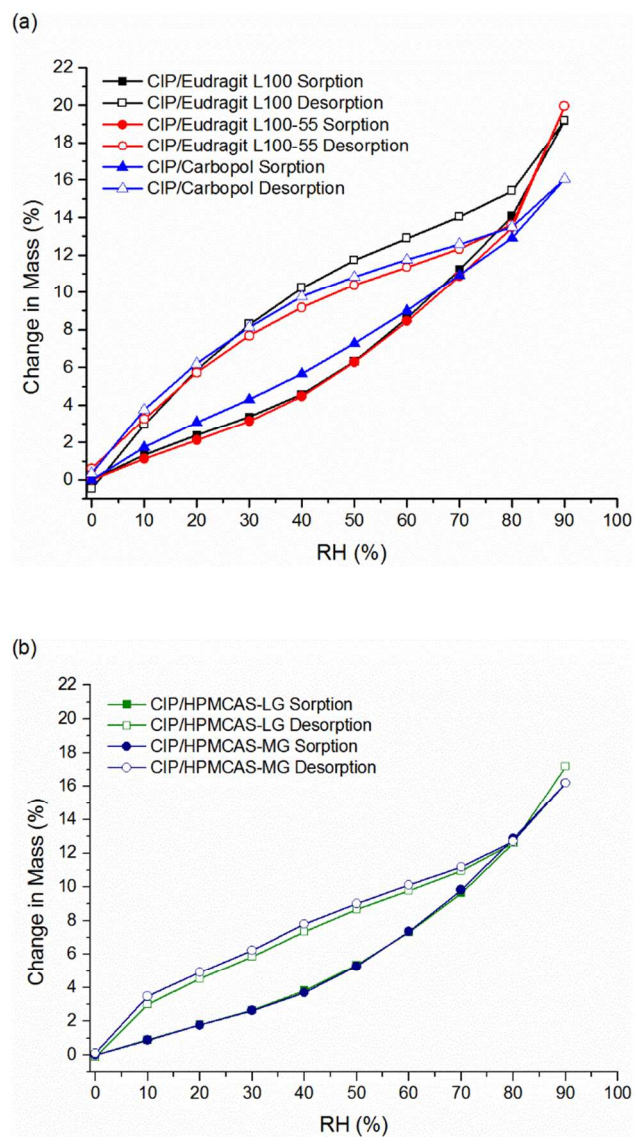 (a)
22
20
18
16
14
12
10
8
6
4
2
0
Change in Mass (%)
CIP/Eudragit L100 Sorption
CIP/Eudragit L100 Desorption
CIP/Eudragit L100-55 Sorption
CIP/Eudragit L100-55 Desorption
CIP/Carbopol Sorption
CIP/Carbopol Desorption
0 10 20 30 40 50 60 70 80 90 100
RH (%)
(b)
22
20
18
16
14
12
10
8
6
4
2
0
Change in Mass (%)
CIP/HPMCAS-LG Sorption
CIP/HPMCAS-LG Desorption
CIP/HPMCAS-MG Sorption
CIP/HPMCAS-MG Desorption
0 10 20 30 40 50 60 70 80 90 100
RH (%)